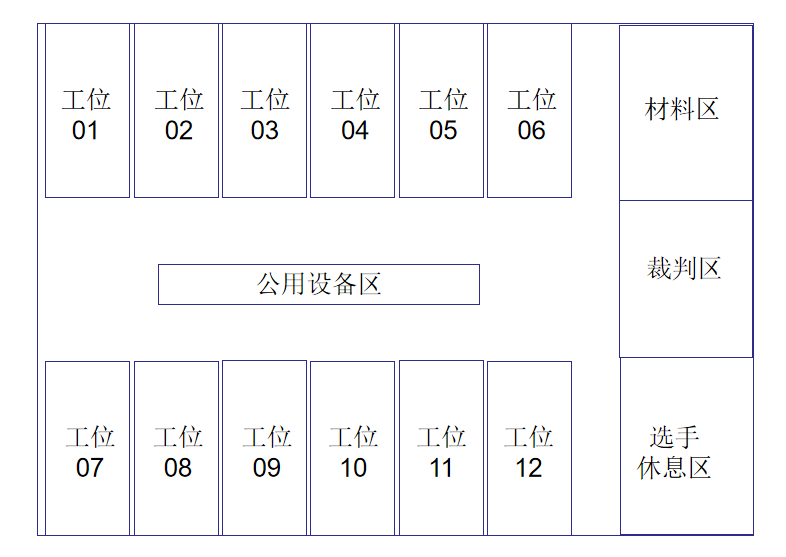 工位
01
工位
02
工位
03
工位
04
工位
05
工位
06
材料区
裁判区
公用设备区
工位
07
工位
08
工位
09
工位
10
工位
11
工位
12
选手
休息区